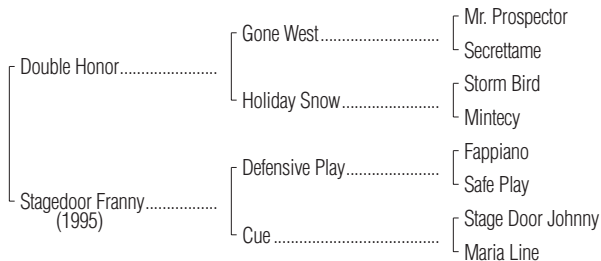 Mr. Prospector
Gone West
Secrettame
Double Honor
Storm Bird
Holiday Snow
Mintecy
Fappiano
Defensive Play
Safe Play
Stagedoor Franny
(1995)
Stage Door Johnny
Cue
Maria Line